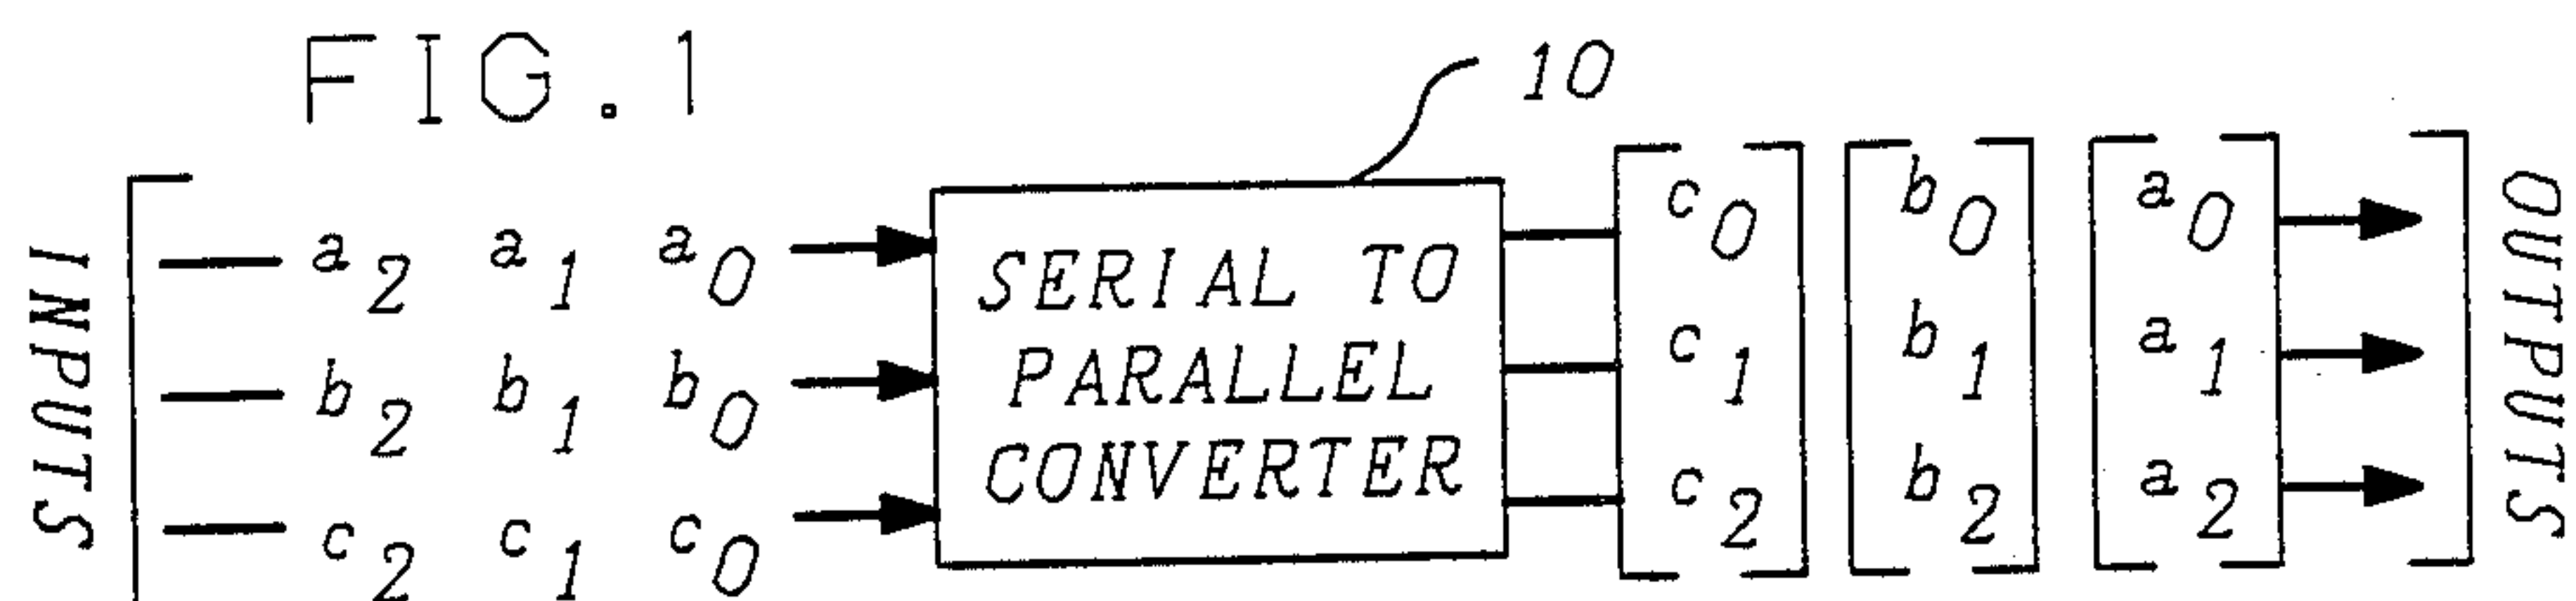 FIG.1
10
INPUTS
a2 a1 a0
b2 b1 b0
c2 c1 c0
SERIAL TO
PARALLEL
CONVERTER
c0 b0 a0
c1 b1 a1
c2 b2 a2
OUTPUTS